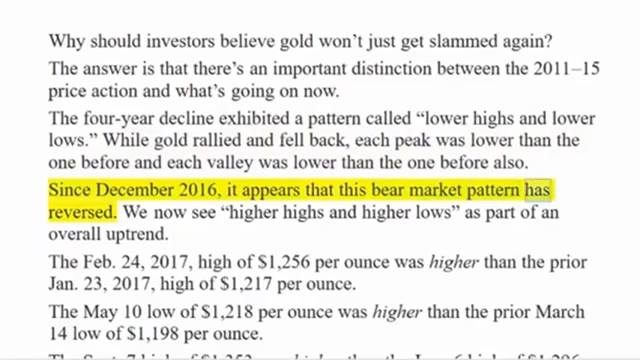 Why should investors believe gold won’t just get slammed again?
The answer is that there’s an important distinction between the 2011–15
price action and what’s going on now.
The four-year decline exhibited a pattern called “lower highs and lower
lows.” While gold rallied and fell back, each peak was lower than the
one before and each valley was lower than the one before also.
Since December 2016, it appears that this bear market pattern has
reversed. We now see “higher highs and higher lows” as part of an
overall uptrend.
The Feb. 24, 2017, high of $1,256 per ounce was higher than the prior
Jan. 23, 2017, high of $1,217 per ounce.
The May 10 low of $1,218 per ounce was higher than the prior March
14 low of $1,198 per ounce.